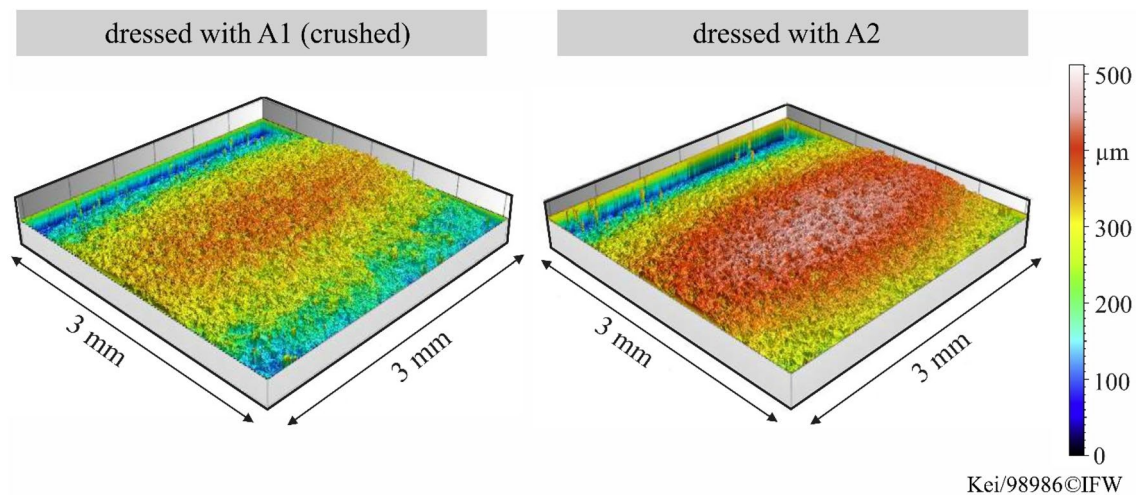 dressed with A1 (crushed)
dressed with A2
500
µm
300
200
100
0
3 mm
3 mm
3 mm
3 mm
Kei/98986©IFW